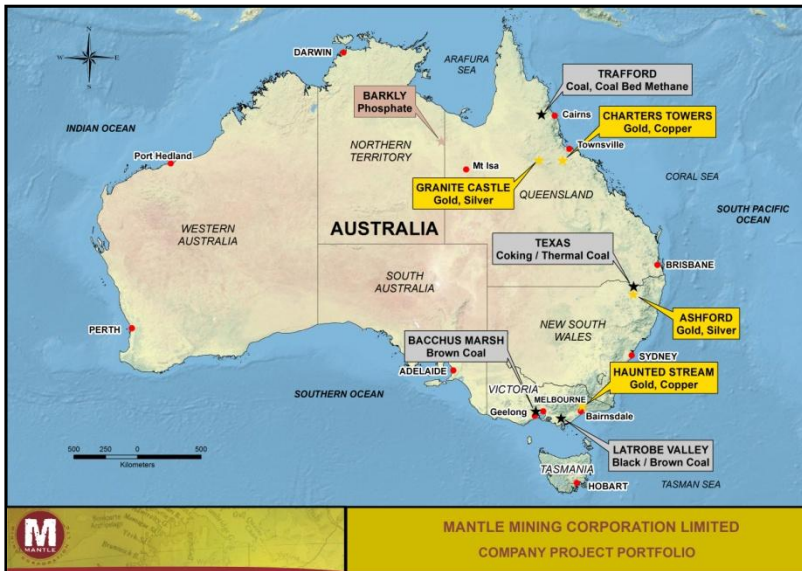 DARWIN
ARAFURA
SEA
TRAFFORD
Coal, Coal Bed Methane
BARKLY
Phosphate
N
W
E
S
INDIAN OCEAN
Cairns
CHARTERS TOWERS
Gold, Copper
Port Hedland
NORTHERN
TERRITORY
Townsville
Mt Isa
CORAL SEA
GRANITE CASTLE
Gold, Silver
QUEENSLAND
SOUTH PACIFIC
OCEAN
WESTERN
AUSTRALIA
AUSTRALIA
TEXAS
Coking / Thermal Coal
BRISBANE
SOUTH
AUSTRALIA
ASHFORD
Gold, Silver
NEW SOUTH
WALES
PERTH
BACCHUS MARSH
Brown Coal
SYDNEY
ADELAIDE
HAUNTED STREAM
Gold, Copper
SOUTHERN OCEAN
VICTORIA
MELBOURNE
Geelong
Bairnsdale
LATROBE VALLEY
Black / Brown Coal
500 250 0 500
Kilometers
TASMANIA
HOBART
TASMAN SEA
M
MANTLE
MANTLE MINING CORPORATION LIMITED
COMPANY PROJECT PORTFOLIO